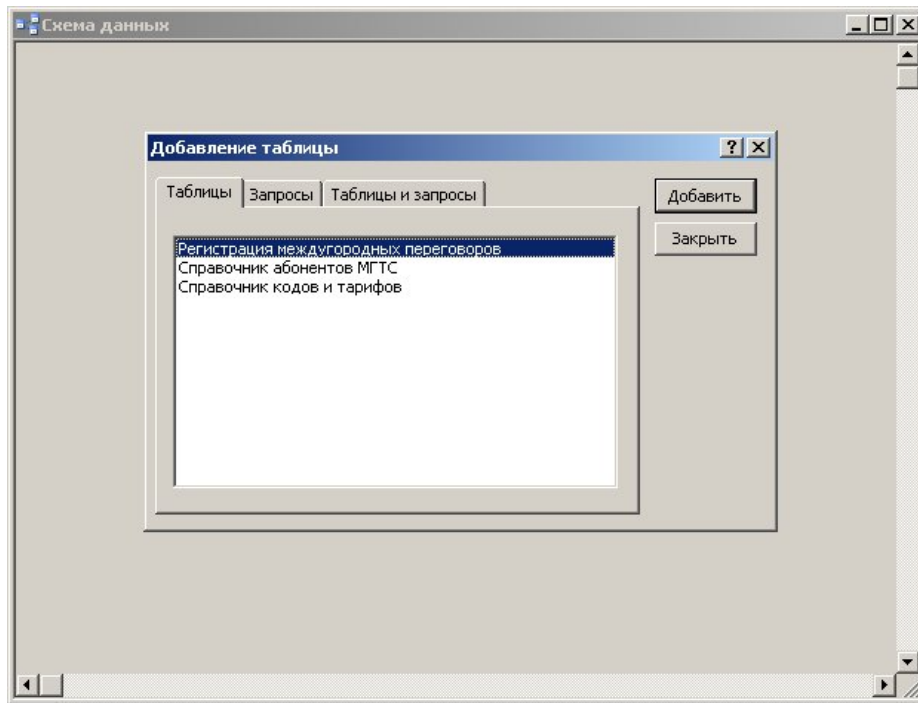 Схема данных
Добавление таблицы
Таблицы
Запросы
Таблицы и запросы
Добавить
Закрыть
Регистрация междугородных переговоров
Справочник абонентов МГТС
Справочник кодов и тарифов